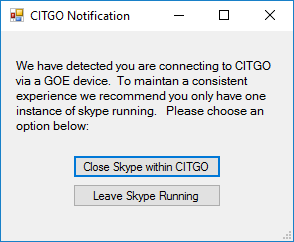 CITGO Notification
We have detected you are connecting to CITGO
via a GOE device.  To maintan a consistent
experience we recommend you only have one
instance of skype running.   Please choose an
option below:
Close Skype within CITGO
Leave Skype Running